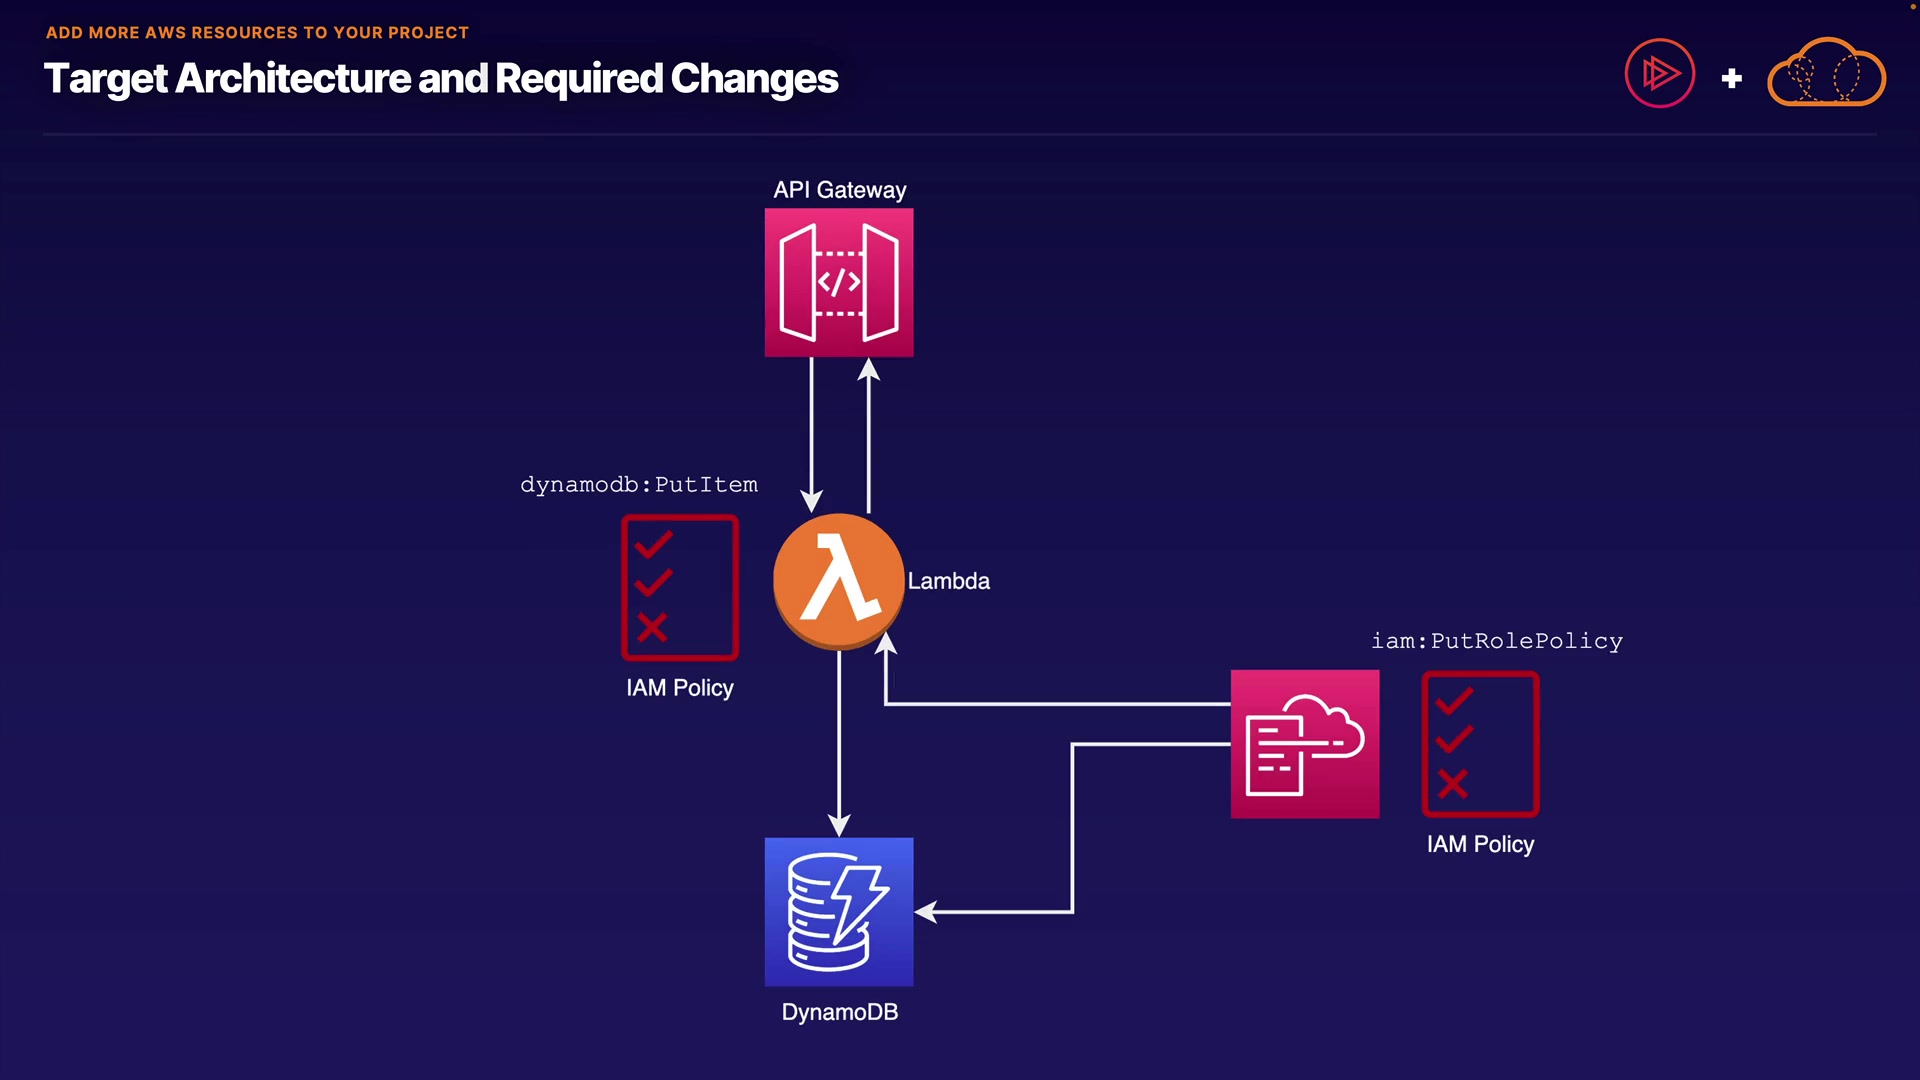 ADD MORE AWS RESOURCES TO YOUR PROJECT
Target Architecture and Required Changes
API Gateway
dynamodb:PutItem
Lambda
IAM Policy
iam:PutRolePolicy
IAM Policy
DynamoDB